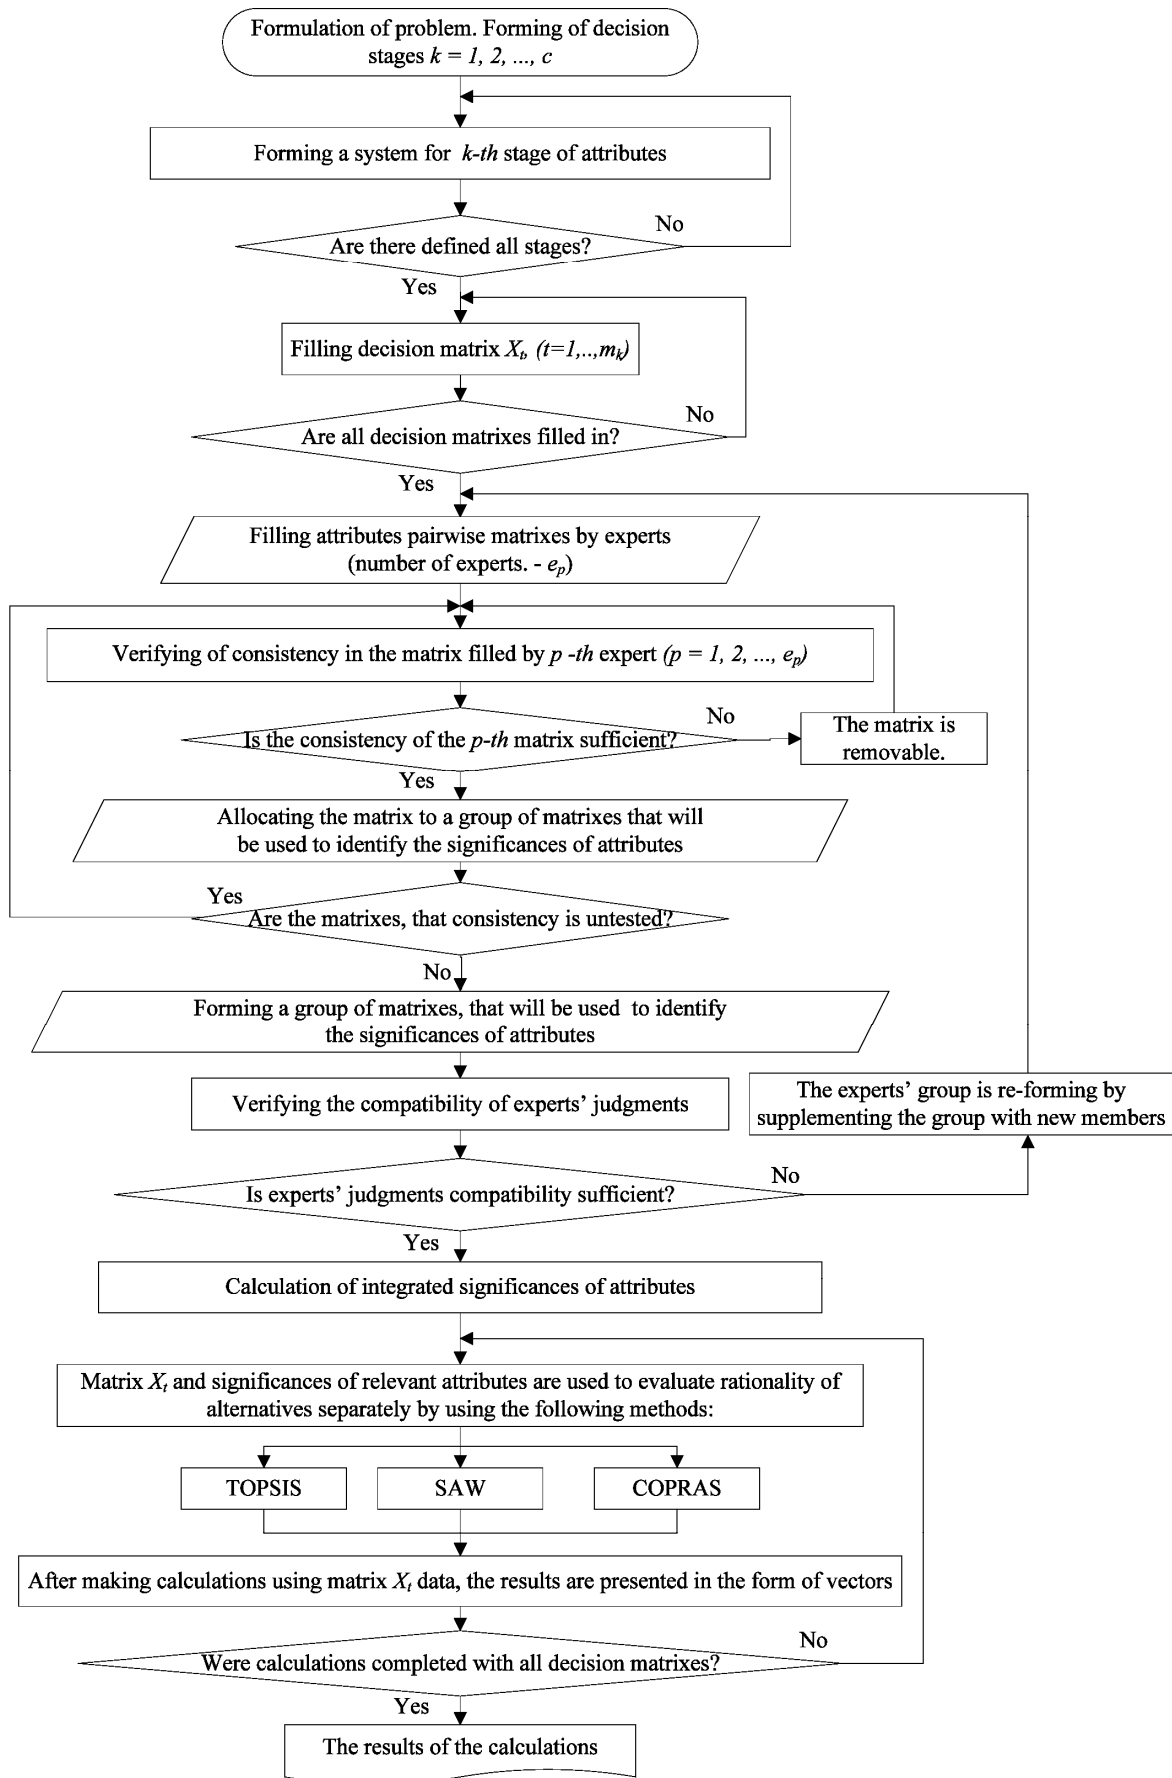 Formulation of problem. Forming of decision
stages k = 1, 2, ..., c
Forming a system for k-th stage of attributes
No
Are there defined all stages?
Yes
Filling decision matrix Xt, (t=1,..,mk)
No
Are all decision matrixes filled in?
Yes
Filling attributes pairwise matrixes by experts
(number of experts. - ep)
Verifying of consistency in the matrix filled by p -th expert (p = 1, 2, ..., ep)
No
Is the consistency of the p-th matrix sufficient?
The matrix is
removable.
Yes
Allocating the matrix to a group of matrixes that will
be used to identify the significances of attributes
Yes
Are the matrixes, that consistency is untested?
No
Forming a group of matrixes, that will be used to identify
the significances of attributes
Verifying the compatibility of experts' judgments
The experts' group is re-forming by
supplementing the group with new members
No
Is experts' judgments compatibility sufficient?
Yes
Calculation of integrated significances of attributes
Matrix Xt and significances of relevant attributes are used to evaluate rationality of
alternatives separately by using the following methods:
TOPSIS
SAW
COPRAS
After making calculations using matrix Xt data, the results are presented in the form of vectors
No
Were calculations completed with all decision matrixes?
Yes
The results of the calculations